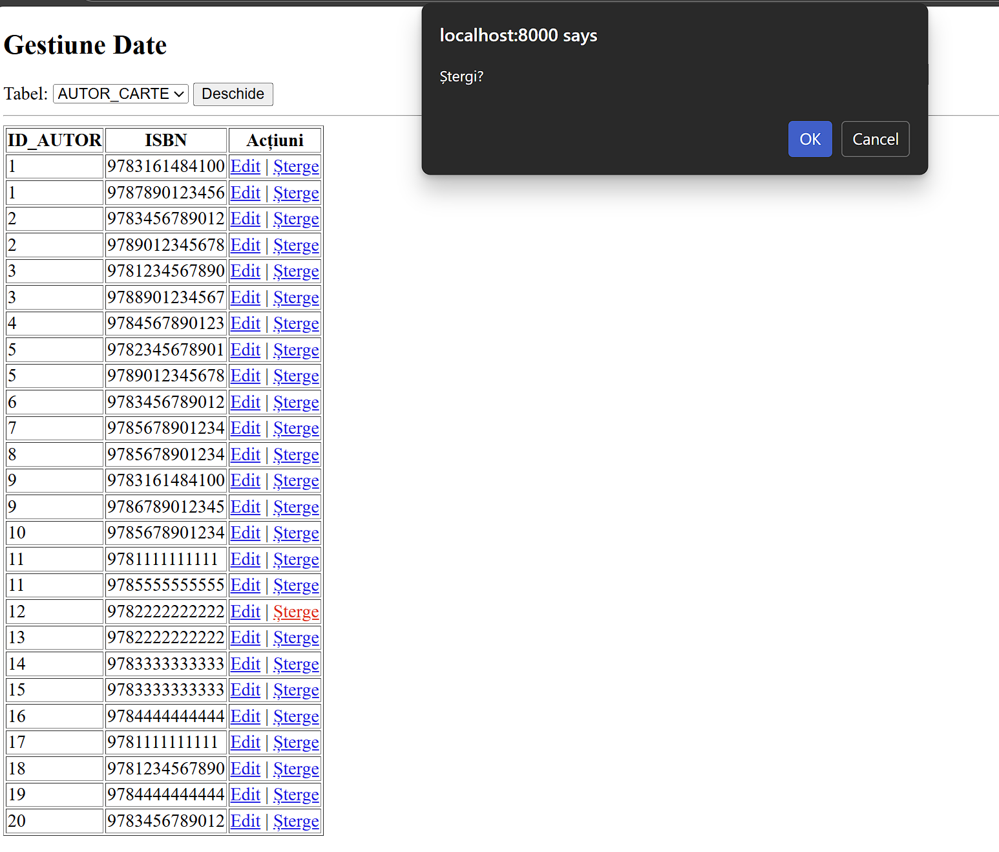 localhost:8000 says
Ștergi?
OK Cancel
Gestiune Date
Tabel: AUTOR_CARTE Deschide
ID_AUTOR ISBN Acțiuni
1 9783161484100 Edit | Șterge
1 9787890123456 Edit | Șterge
2 9783456789012 Edit | Șterge
2 9789012345678 Edit | Șterge
3 9781234567890 Edit | Șterge
3 9788901234567 Edit | Șterge
4 9784567890123 Edit | Șterge
5 9782345678901 Edit | Șterge
5 9789012345678 Edit | Șterge
6 9783456789012 Edit | Șterge
7 9785678901234 Edit | Șterge
8 9785678901234 Edit | Șterge
9 9783161484100 Edit | Șterge
9 9786789012345 Edit | Șterge
10 9785678901234 Edit | Șterge
11 9781111111111 Edit | Șterge
11 9785555555555 Edit | Șterge
12 9782222222222 Edit | Șterge
13 9782222222222 Edit | Șterge
14 9783333333333 Edit | Șterge
15 9783333333333 Edit | Șterge
16 9784444444444 Edit | Șterge
17 9781111111111 Edit | Șterge
18 9781234567890 Edit | Șterge
19 9784444444444 Edit | Șterge
20 9783456789012 Edit | Șterge